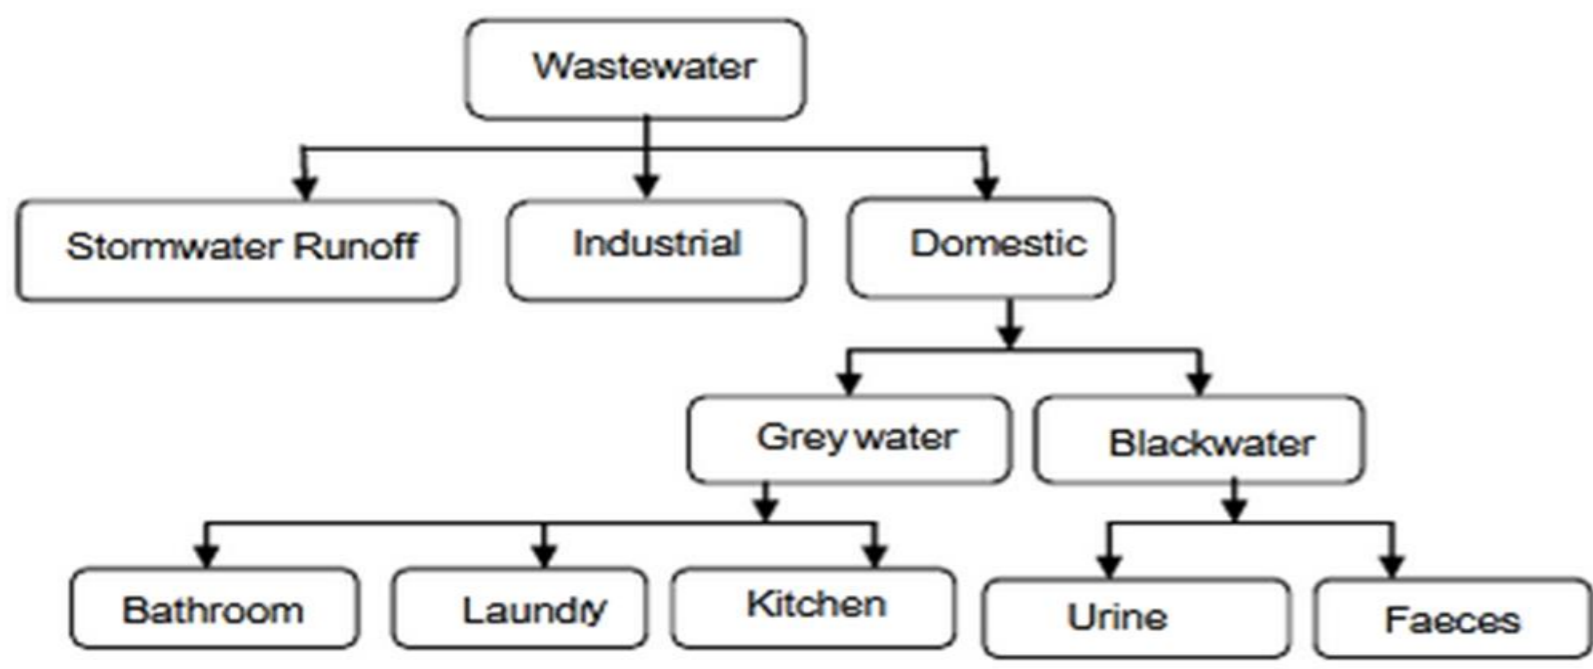 Wastewater
Stormwater Runoff
Industrial
Domestic
Grey water
Blackwater
Bathroom
Laundry
Kitchen
Urine
Faeces